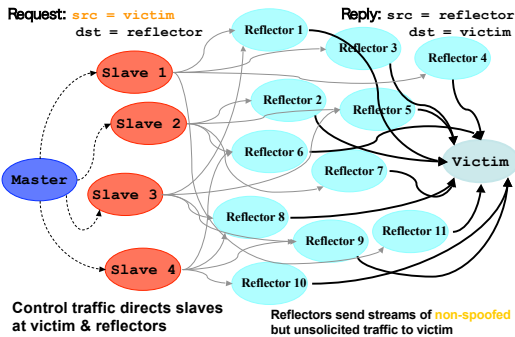 Request: src = victim
dst = reflector
Reply: src = reflector
dst = victim
Reflector 1
Reflector 3
Reflector 4
Slave 1
Reflector 2
Reflector 5
Slave 2
Reflector 6
Victim
Reflector 7
Master
Slave 3
Reflector 8
Reflector 11
Reflector 9
Slave 4
Reflector 10
Control traffic directs slaves
at victim & reflectors
Reflectors send streams of non-spoofed
but unsolicited traffic to victim